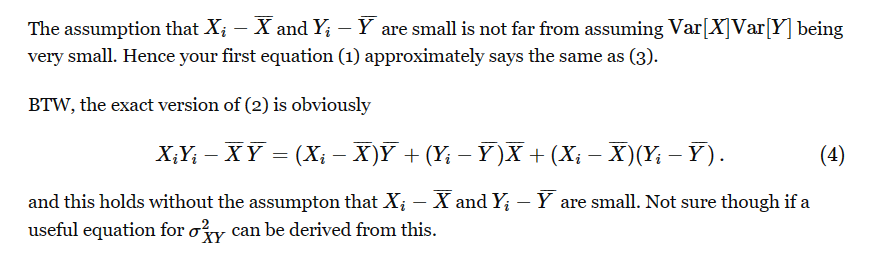 The assumption that $X_i - \overline{X}$ and $Y_i - \overline{Y}$ are small is not far from assuming $\mathrm{Var}[X]\mathrm{Var}[Y]$ being
very small. Hence your first equation (1) approximately says the same as (3).
BTW, the exact version of (2) is obviously
$X_i Y_i - \overline{X}\,\overline{Y} = (X_i - \overline{X})\overline{Y} + (Y_i - \overline{Y})\overline{X} + (X_i - \overline{X})(Y_i - \overline{Y})\,.$ (4)
and this holds without the assumpton that $X_i - \overline{X}$ and $Y_i - \overline{Y}$ are small. Not sure though if a
useful equation for $\sigma^2_{XY}$ can be derived from this.